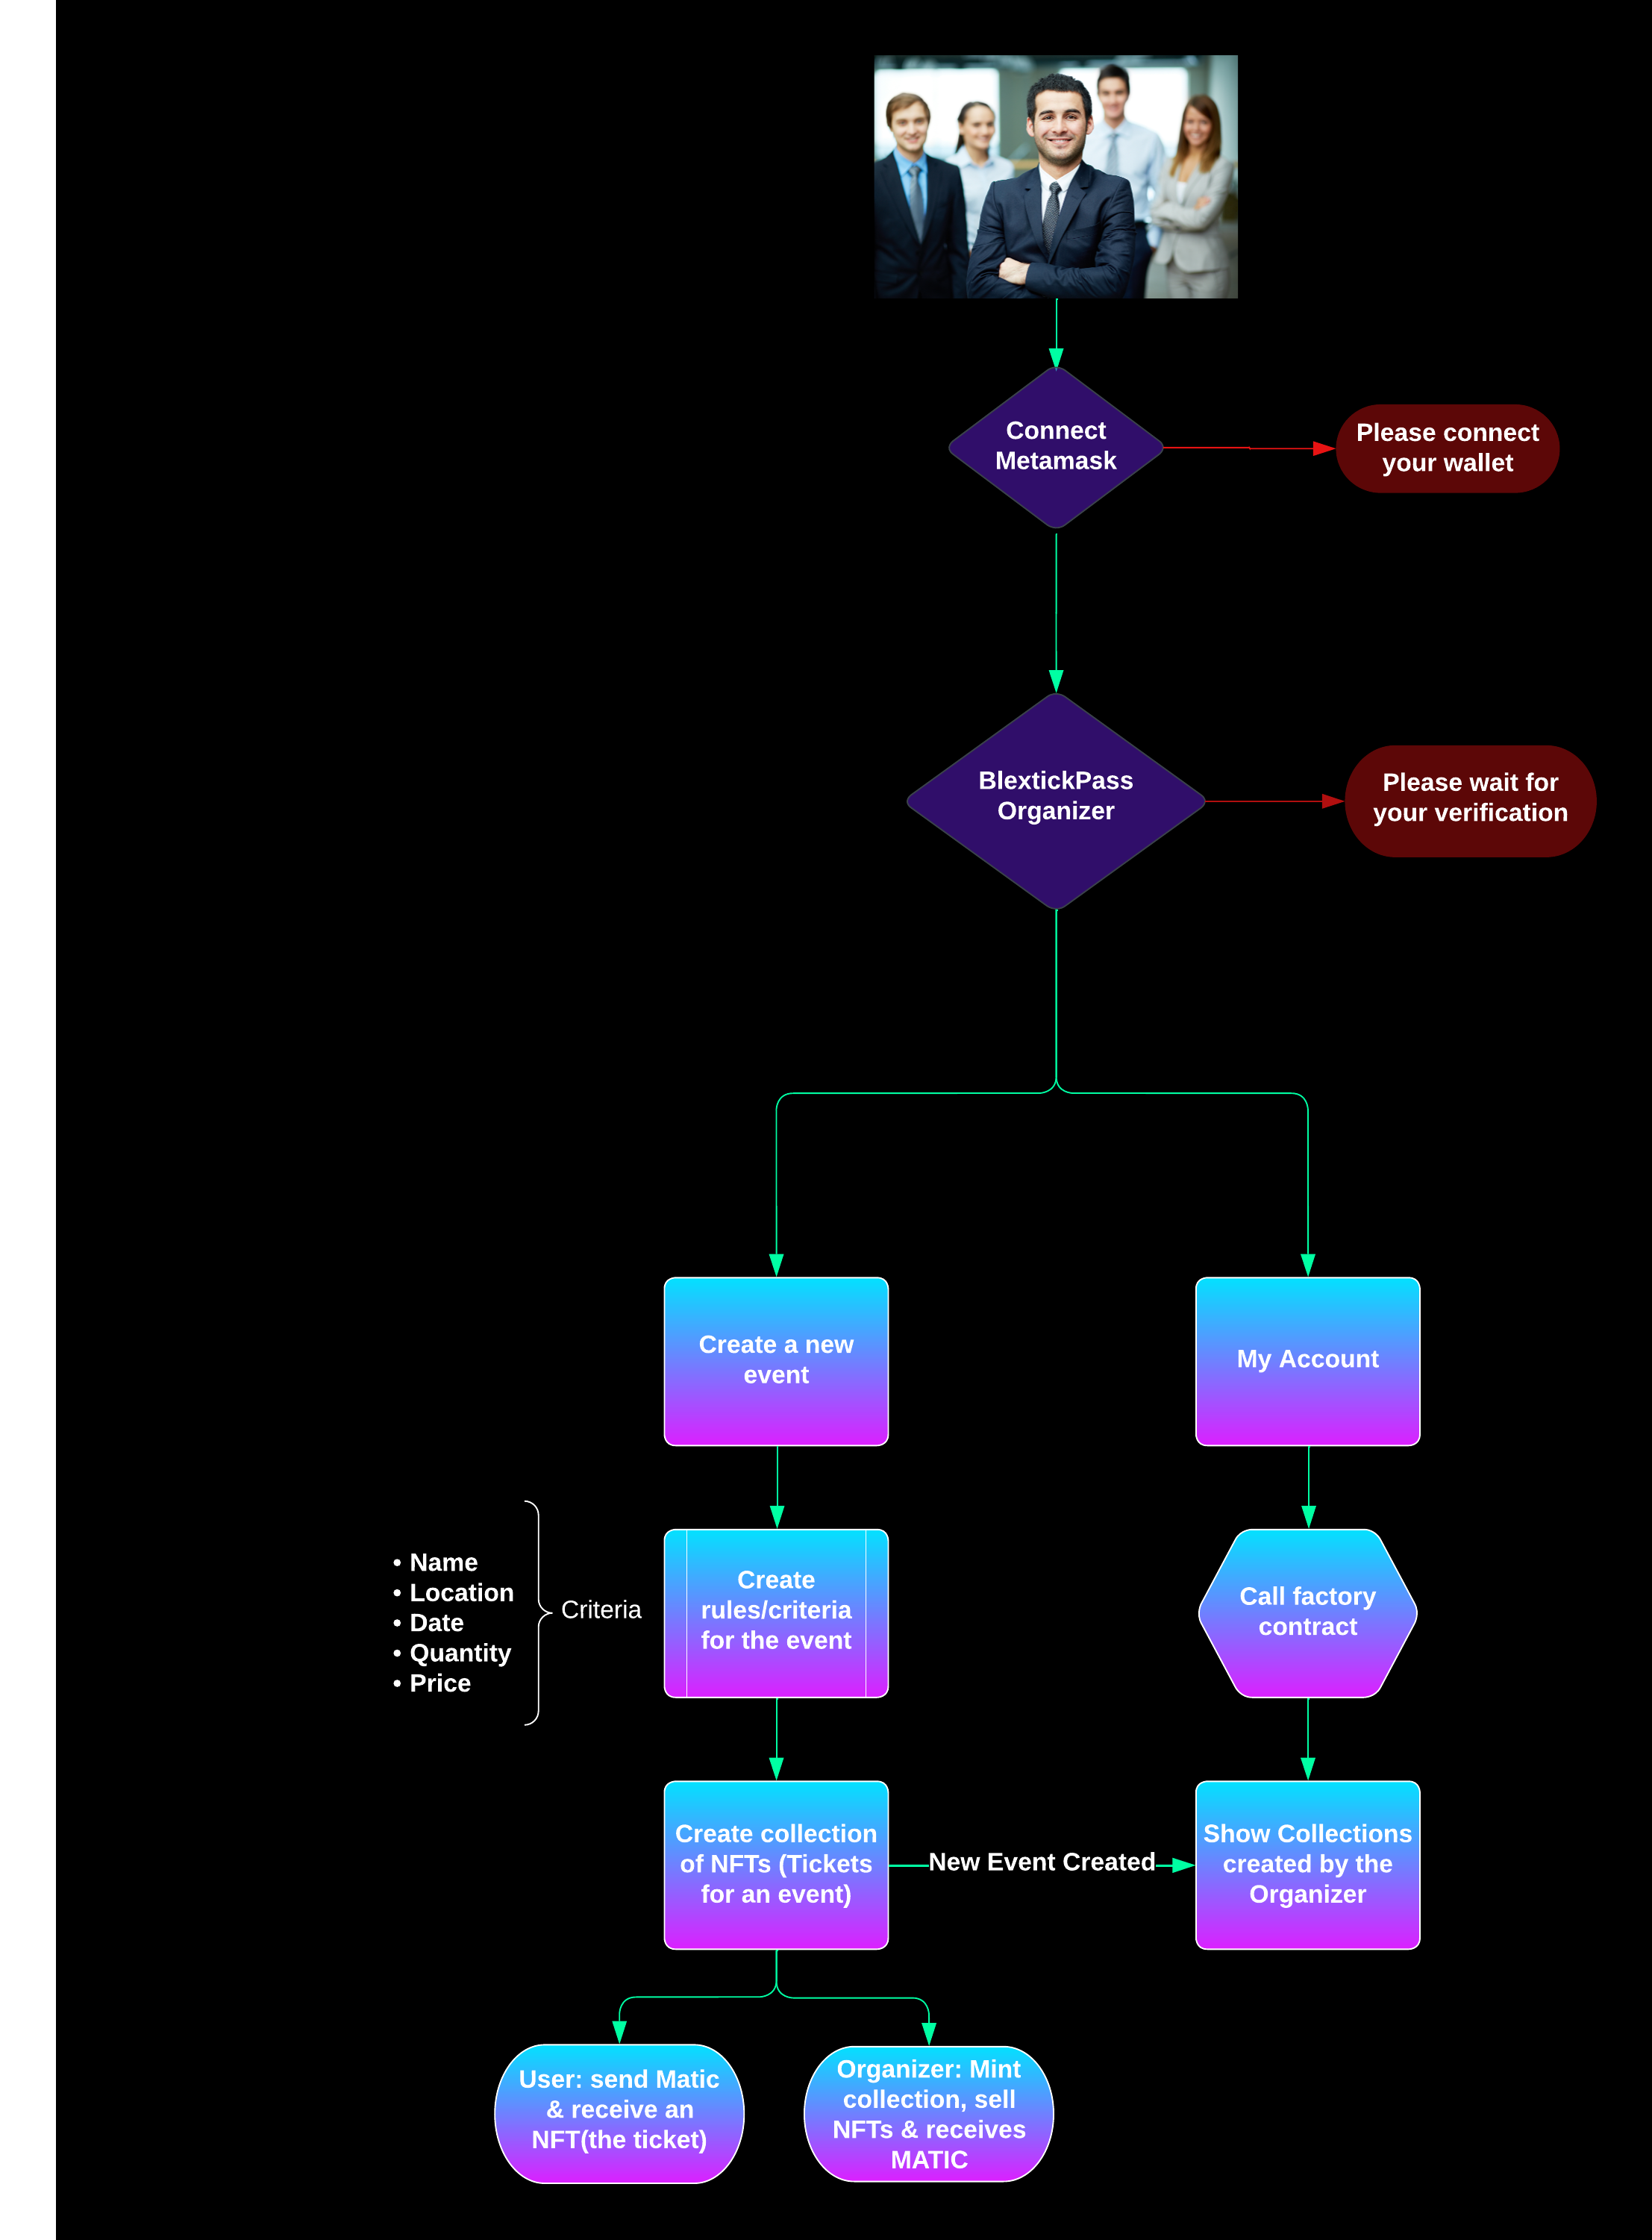 Connect
Metamask
Please connect
your wallet
BlextickPass
Organizer
Please wait for
your verification
Create a new
event
My Account
• Name
• Location
• Date
• Quantity
• Price
Criteria
Create
rules/criteria
for the event
Call factory
contract
Create collection
of NFTs (Tickets
for an event)
New Event Created
Show Collections
created by the
Organizer
User: send Matic
& receive an
NFT(the ticket)
Organizer: Mint
collection, sell
NFTs & receives
MATIC